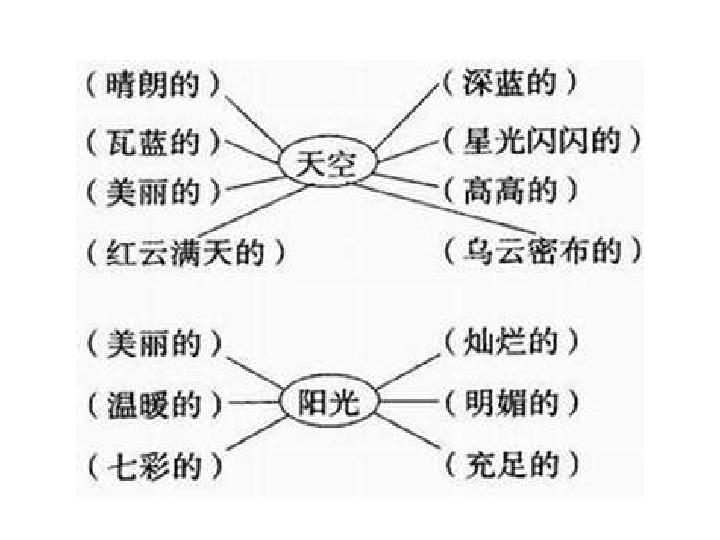 （晴朗的） （深蓝的）
（瓦蓝的） （星光闪闪的）
天空
（美丽的） （高高的）
（红云满天的） （乌云密布的）
（美丽的） （灿烂的）
（温暖的） 阳光 （明媚的）
（七彩的） （充足的）